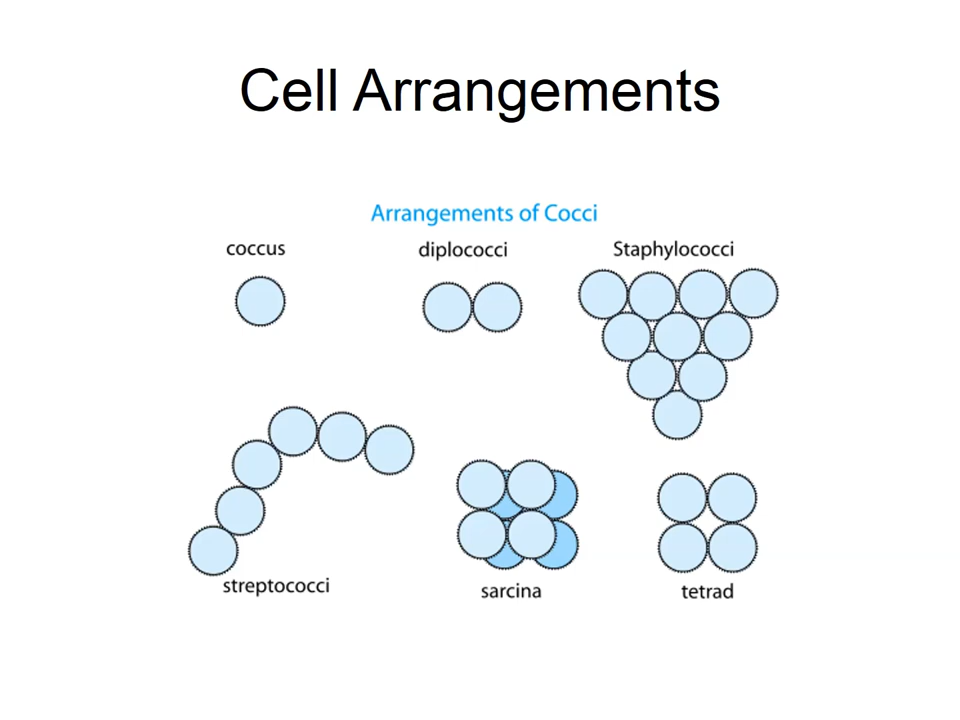 Cell Arrangements
Arrangements of Cocci
coccus
diplococci
Staphylococci
streptococci
sarcina
tetrad